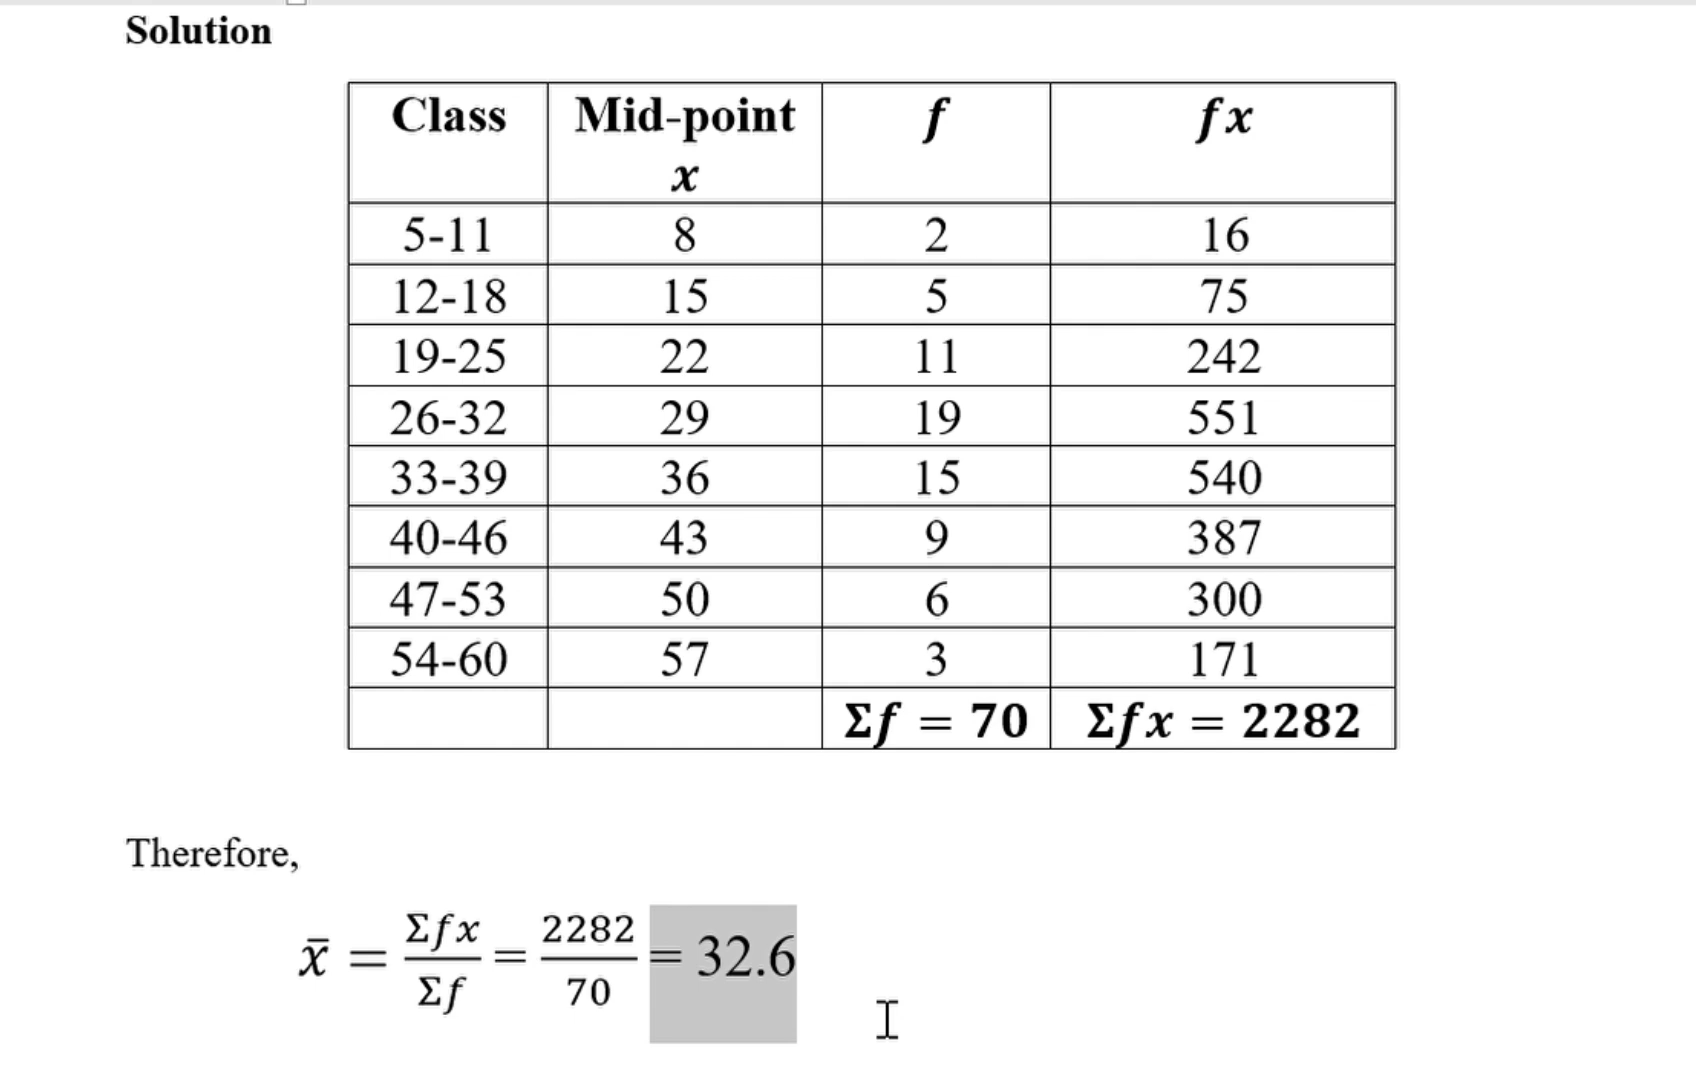 Solution
Class Mid-point f fx
x
5-11 8 2 16
12-18 15 5 75
19-25 22 11 242
26-32 29 19 551
33-39 36 15 540
40-46 43 9 387
47-53 50 6 300
54-60 57 3 171
Σf = 70 Σfx = 2282
Therefore,
x̄ = Σfx/Σf = 2282/70 = 32.6